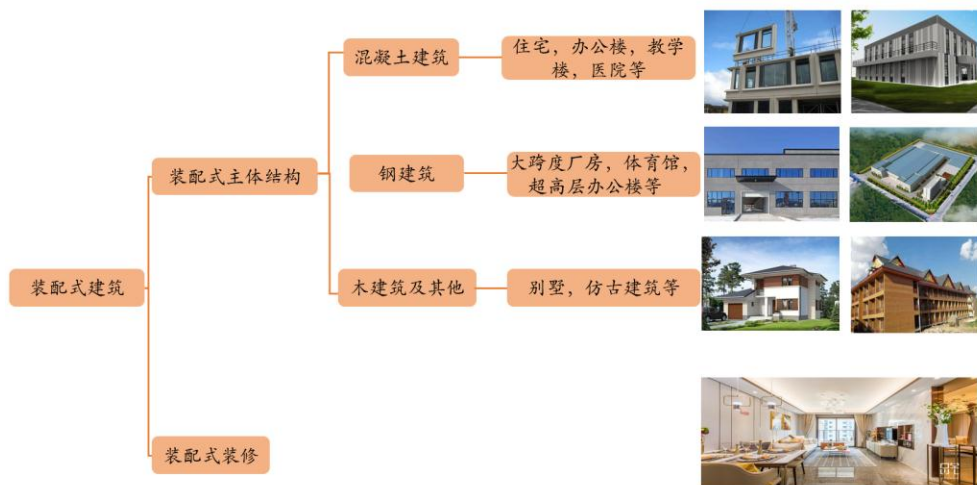 混凝土建筑
住宅，办公楼，教学
楼，医院等
装配式主体结构
钢建筑
大跨度厂房，体育馆，
超高层办公楼等
装配式建筑
木建筑及其他
别墅，仿古建筑等
装配式装修